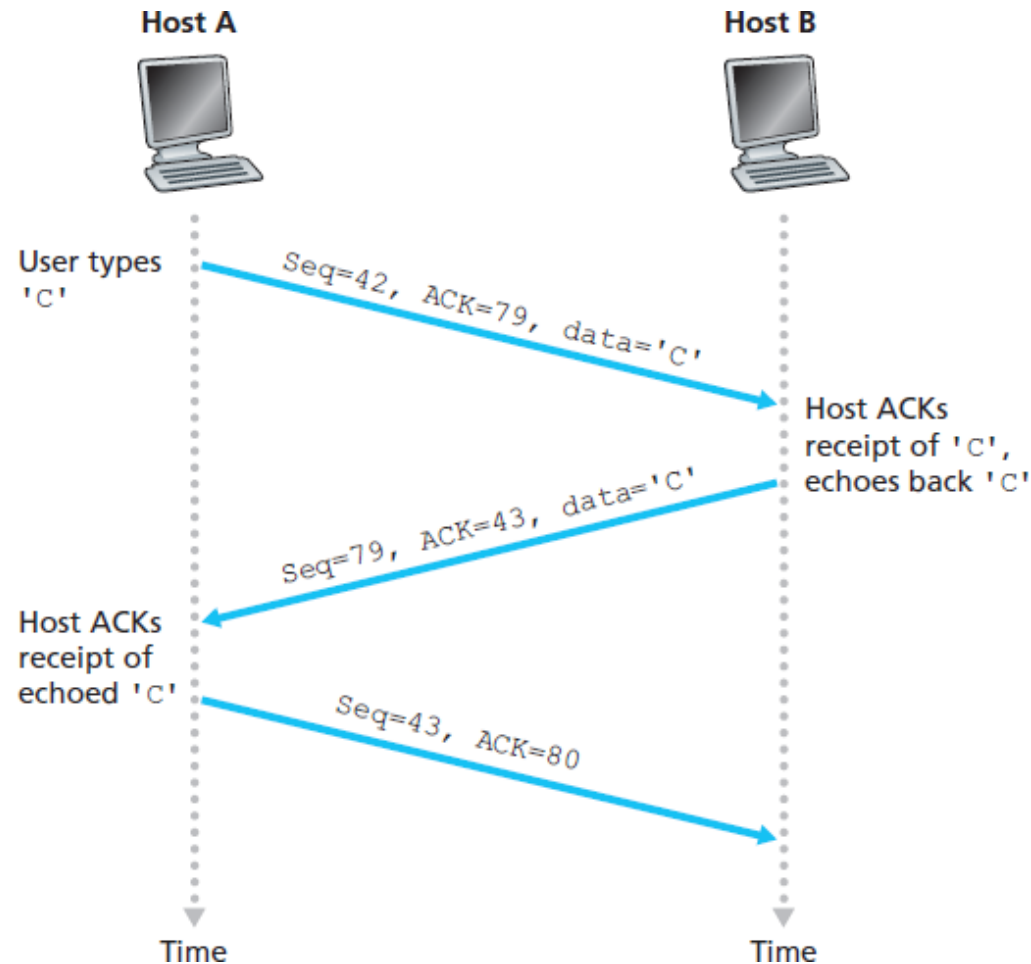 Host A
Host B
User types
'C'
Seq=42, ACK=79, data='C'
Host ACKs
receipt of 'C',
echoes back 'C'
Seq=79, ACK=43, data='C'
Host ACKs
receipt of
echoed 'C'
Seq=43, ACK=80
Time
Time